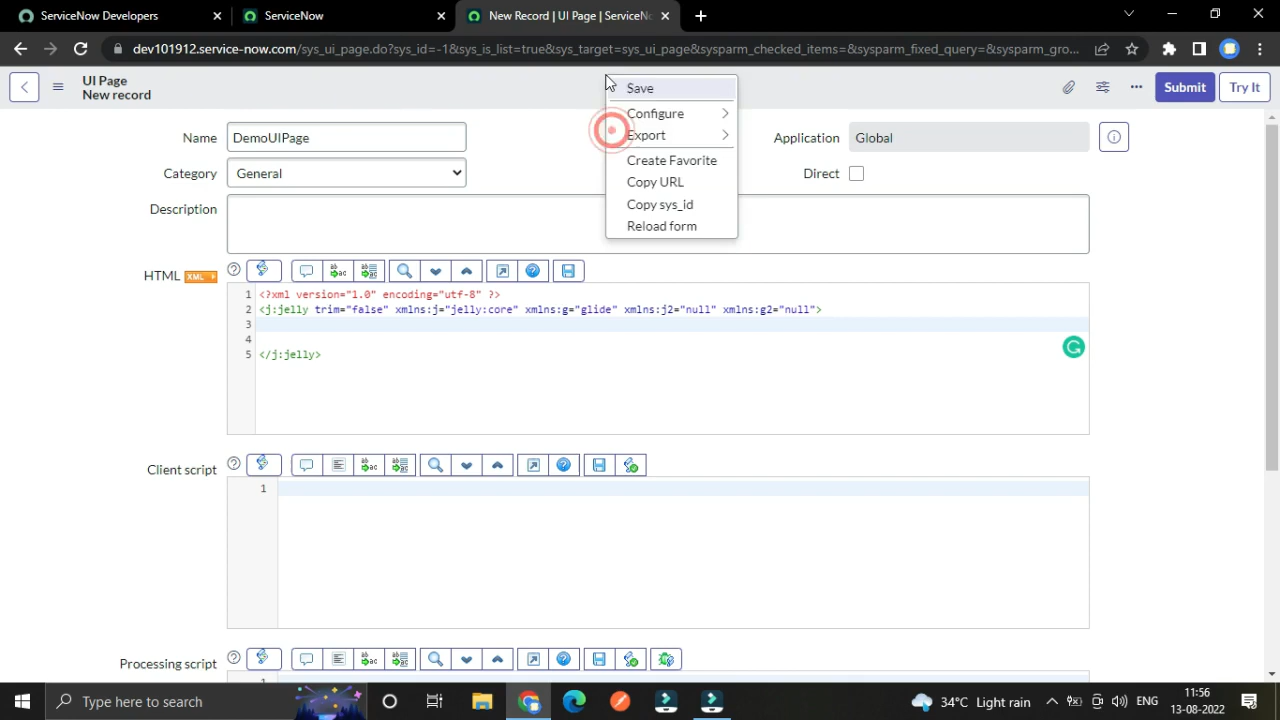 ServiceNow Developers
ServiceNow
New Record | UI Page | ServiceNo
dev101912.service-now.com/sys_ui_page.do?sys_id=-1&sys_is_list=true&sys_target=sys_ui_page&sysparm_checked_items=&sysparm_fixed_query=&sysparm_gro...
UI Page
New record
Submit
Try It
Save
Configure
Export
Create Favorite
Copy URL
Copy sys_id
Reload form
Name
DemoUIPage
Application
Global
Category
General
Direct
Description
HTML
XML
1 <?xml version="1.0" encoding="utf-8" ?>
2 <j:jelly trim="false" xmlns:j="jelly:core" xmlns:g="glide" xmlns:j2="null" xmlns:g2="null">
3
4
5 </j:jelly>
Client script
1
Processing script
1
Type here to search
34°C Light rain
ENG
11:56
13-08-2022